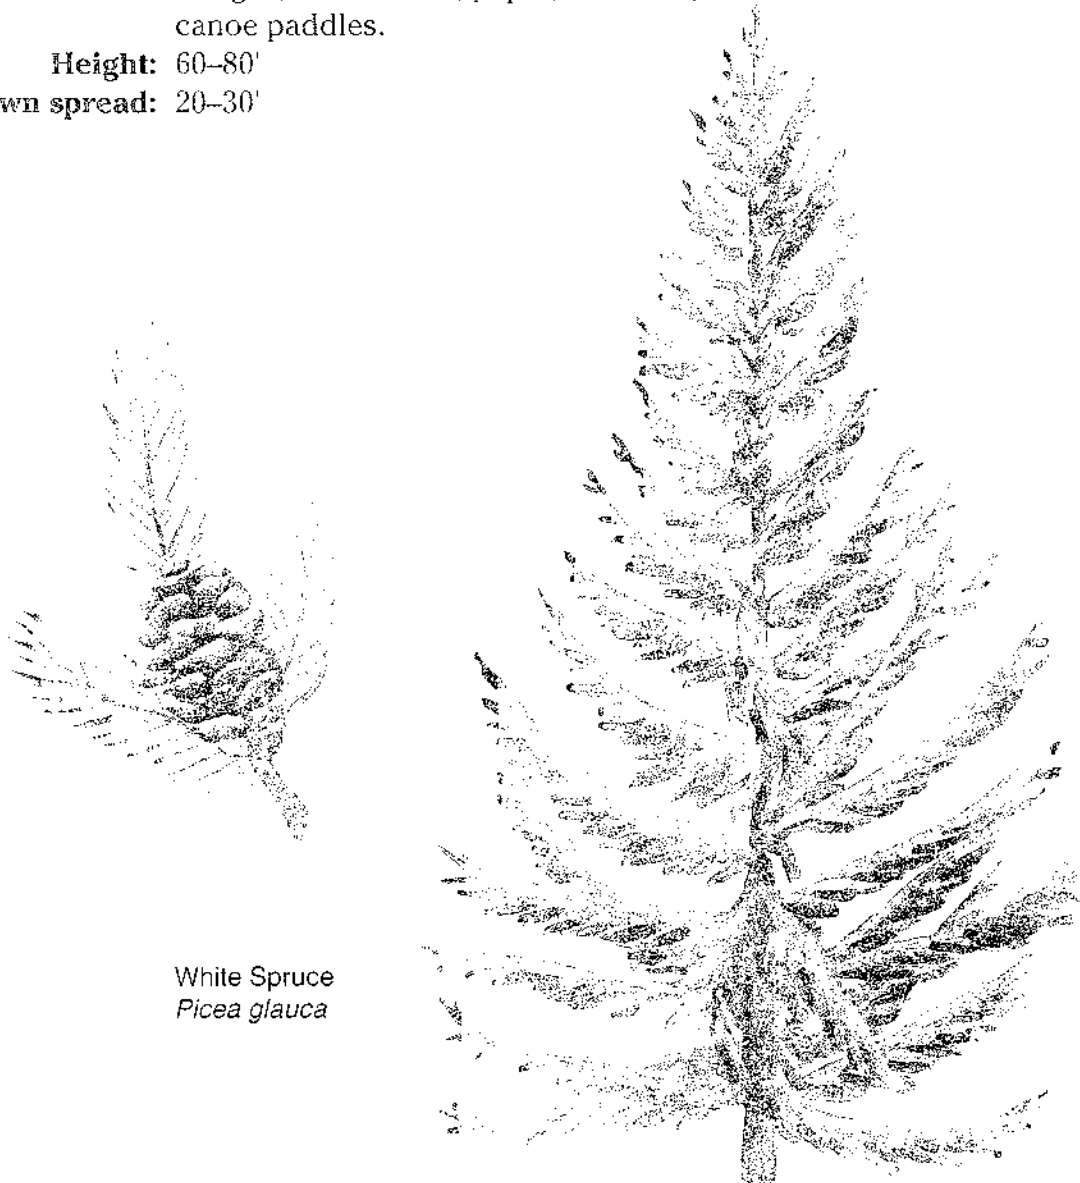 canoe paddles.
Height: 60–80'
wn spread: 20–30'
White Spruce
Picea glauca